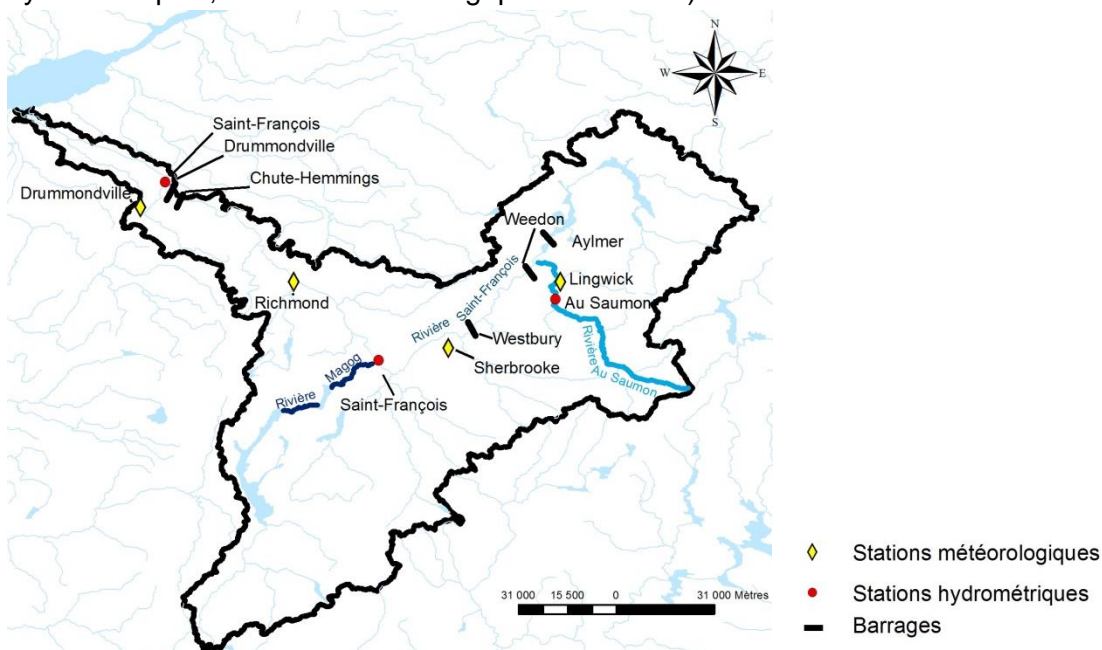 N
W
E
S
Saint-François
Drummondville
Chute-Hemmings
Drummondville
Weedon
Aylmer
Lingwick
Au Saumon
Richmond
Rivière Saint-François
Westbury
Rivière
Au Saumon
Sherbrooke
Rivière Magog
Saint-François
31 000 15 500 0 31 000 Mètres
Stations météorologiques
Stations hydrométriques
Barrages